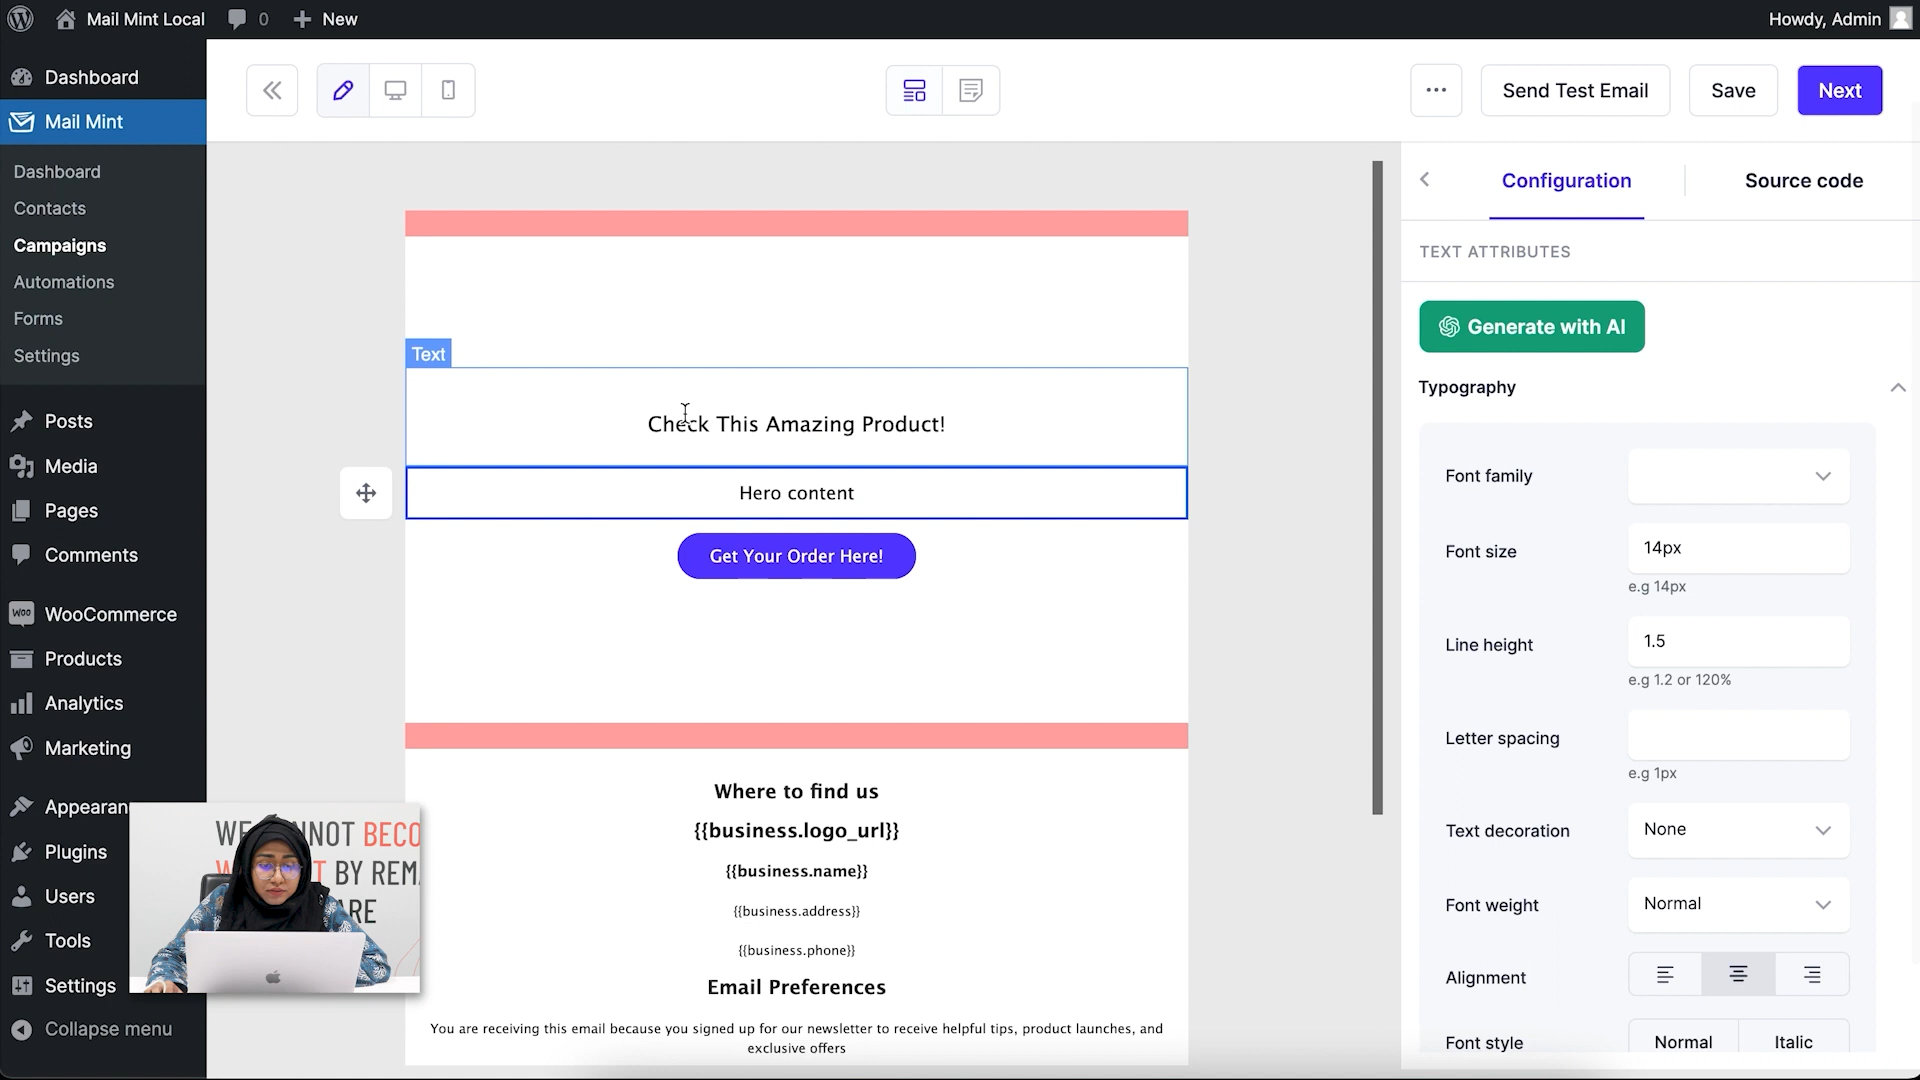 Mail Mint Local
0
New
Howdy, Admin
Dashboard
Mail Mint
Dashboard
Contacts
Campaigns
Automations
Forms
Settings
Posts
Media
Pages
Comments
WOO
WooCommerce
Products
Analytics
Marketing
Appearan
Plugins
Users
Tools
Settings
Collapse menu
Send Test Email
Save
Next
Text
Check This Amazing Product!
Hero content
Get Your Order Here!
Where to find us
{{business.logo_url}}
{{business.name}}
{{business.address}}
{{business.phone}}
Email Preferences
You are receiving this email because you signed up for our newsletter to receive helpful tips, product launches, and
exclusive offers
Configuration
Source code
TEXT ATTRIBUTES
Generate with AI
Typography
Font family
Font size
14px
e.g 14px
Line height
1.5
e.g 1.2 or 120%
Letter spacing
e.g 1px
Text decoration
None
Font weight
Normal
Alignment
Font style
Normal
Italic
BECO
BY REM